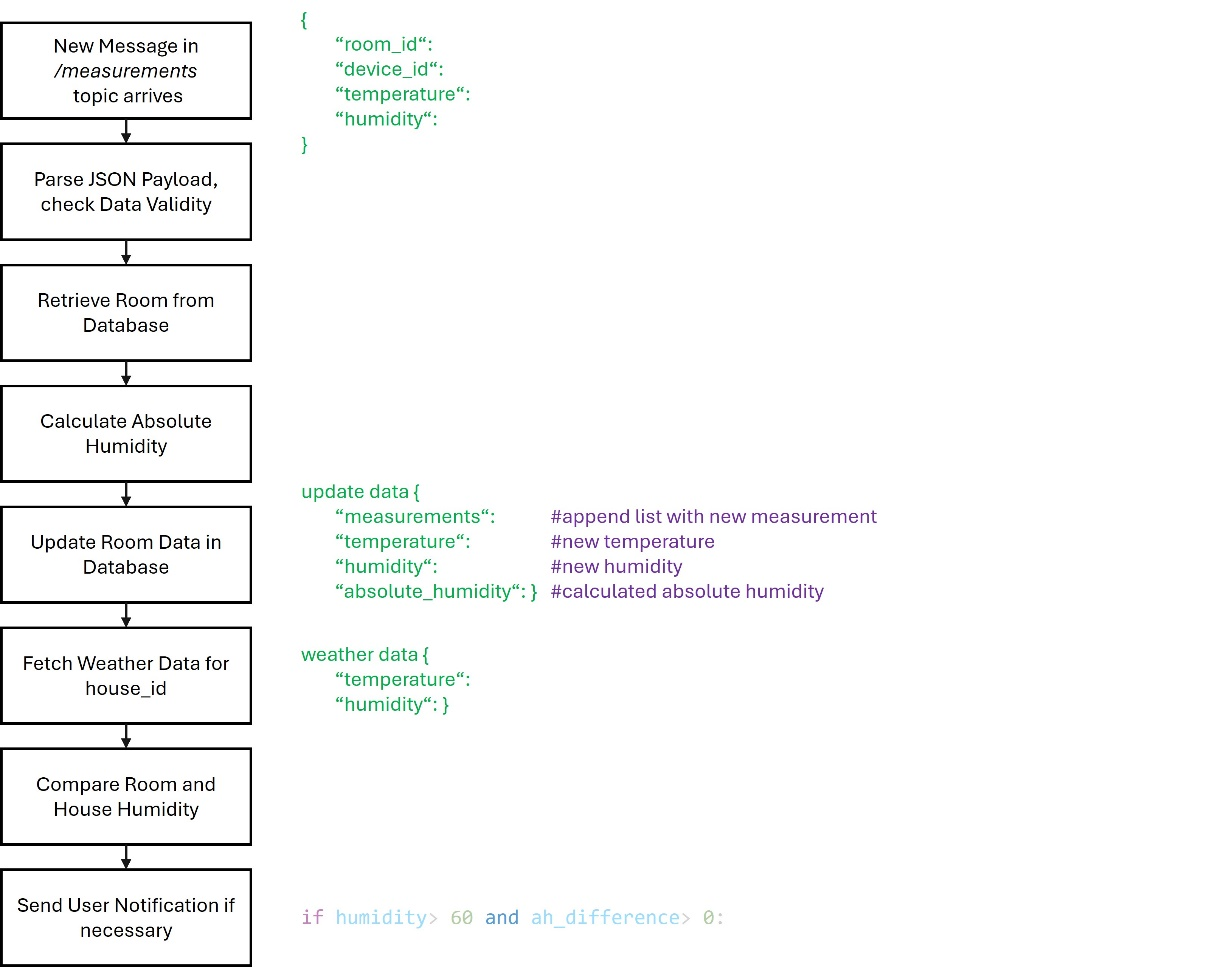 New Message in
/measurements
topic arrives
{
“room_id“:
“device_id“:
“temperature“:
“humidity“:
}
Parse JSON Payload,
check Data Validity
Retrieve Room from
Database
Calculate Absolute
Humidity
Update Room Data in
Database
update data {
“measurements“: #append list with new measurement
“temperature“: #new temperature
“humidity“: #new humidity
“absolute_humidity“: } #calculated absolute humidity
Fetch Weather Data for
house_id
weather data {
“temperature“:
“humidity“: }
Compare Room and
House Humidity
Send User Notification if
necessary
if humidity> 60 and ah_difference> 0: